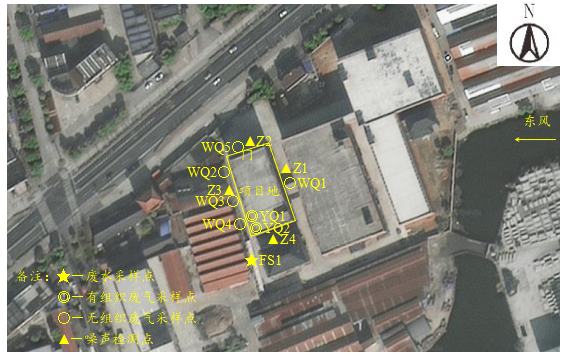 N
东风
WQ5
Z2
门
WQ2
Z1
WQ1
Z3
项目地
WQ3
YQ1
WQ4
YQ2
Z4
FS1
备注：
—废水采样点
—有组织废气采样点
—无组织废气采样点
—噪声检测点